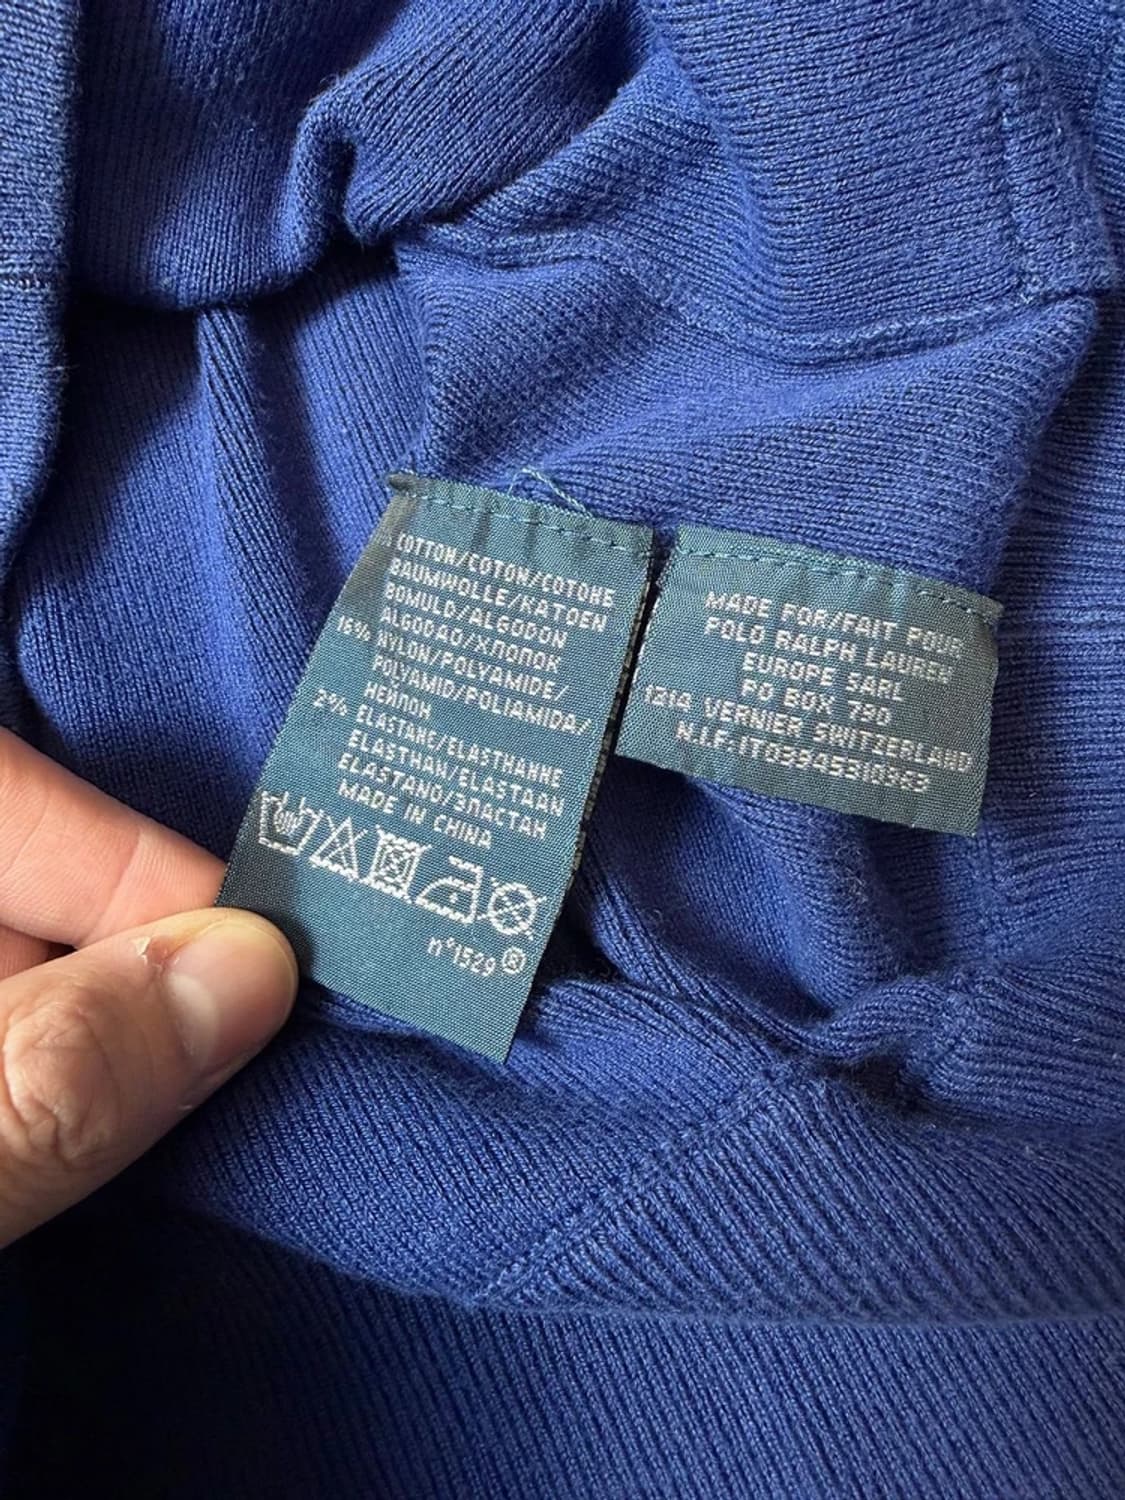 % COTTON/COTON/COTONE
BAUMWOLLE/KATOEN
BOMULD/ALGODON
ALGODAO/ХЛОПОК
16% NYLON/POLYAMIDE/
POLYAMID/POLIAMIDA/
НЕЙЛОН
2% ELASTANE/ELASTHANNE
ELASTHAN/ELASTAAN
ELASTANO/ЭЛАСТАН
MADE IN CHINA
n°1529®
MADE FOR/FAIT POUR
POLO RALPH LAUREN
EUROPE SARL
PO BOX 790
1214 VERNIER SWITZERLAND
N.I.F:IT09945310963